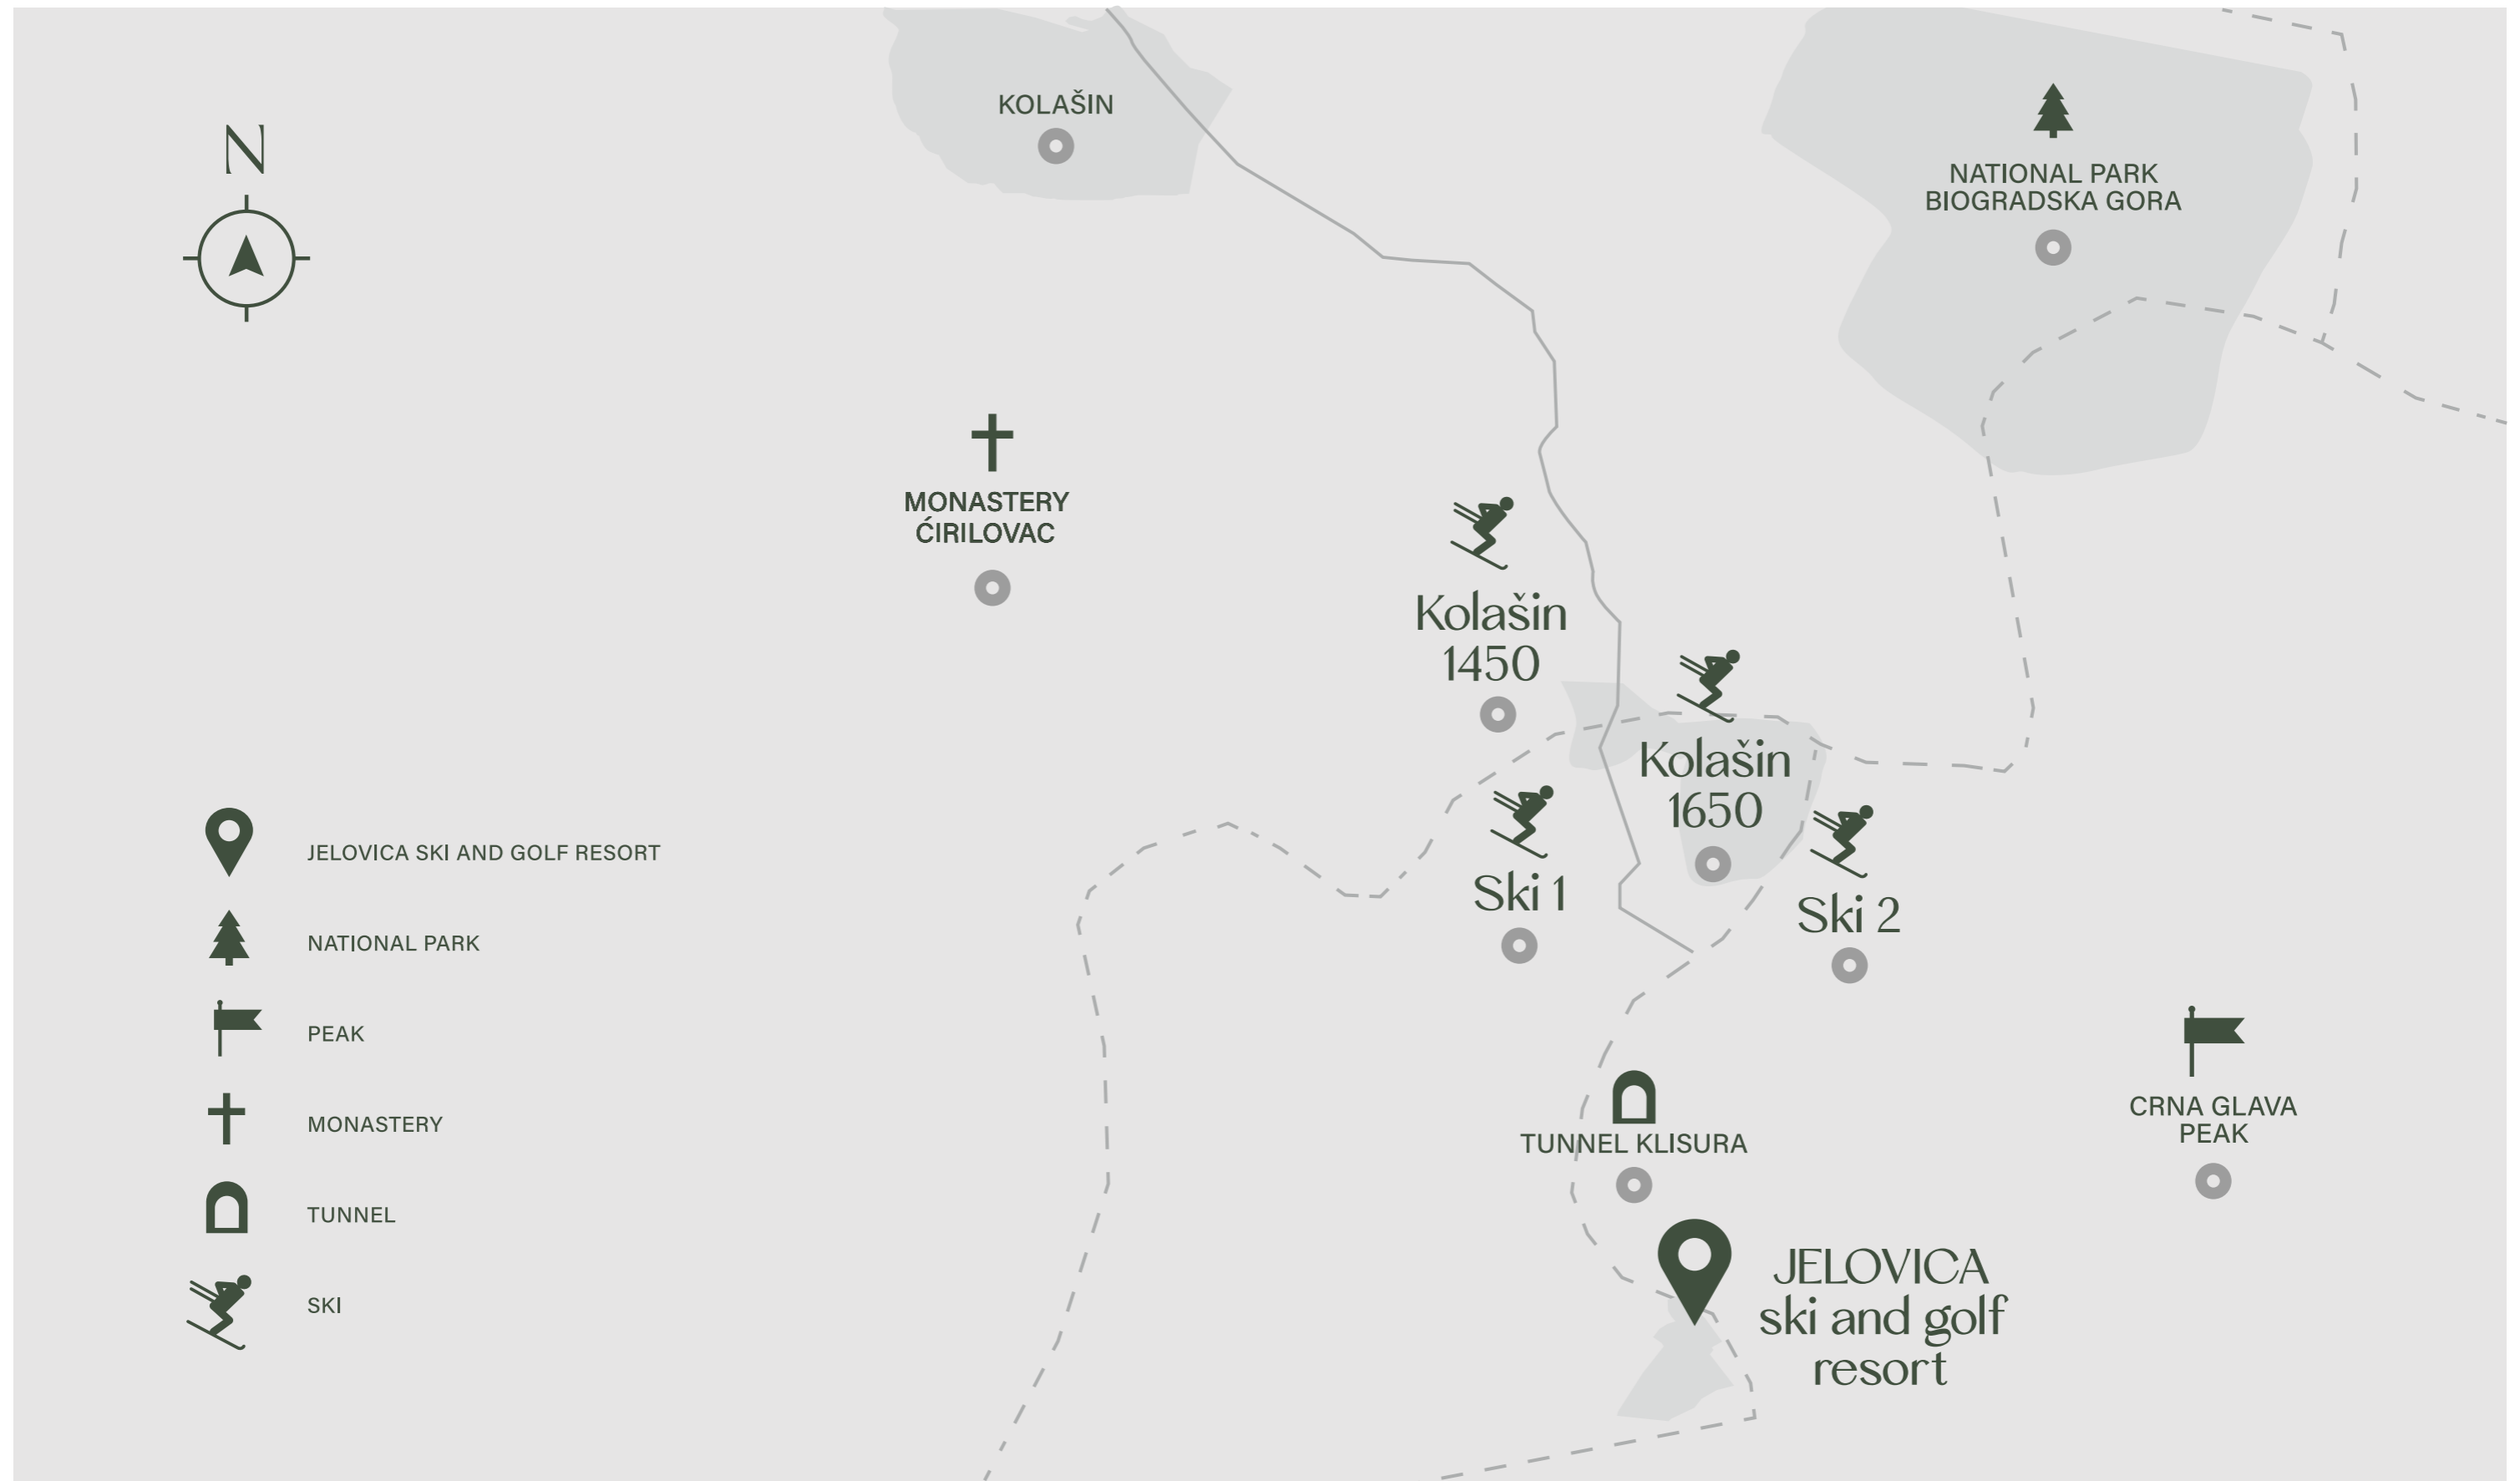 KOLAŠIN
N
NATIONAL PARK
BIOGRADSKA GORA
MONASTERY
ĆIRILOVAC
Kolašin
1450
Kolašin
1650
Ski 1
Ski 2
JELOVICA SKI AND GOLF RESORT
NATIONAL PARK
PEAK
MONASTERY
TUNNEL
SKI
CRNA GLAVA
PEAK
TUNNEL KLISURA
JELOVICA
ski and golf
resort